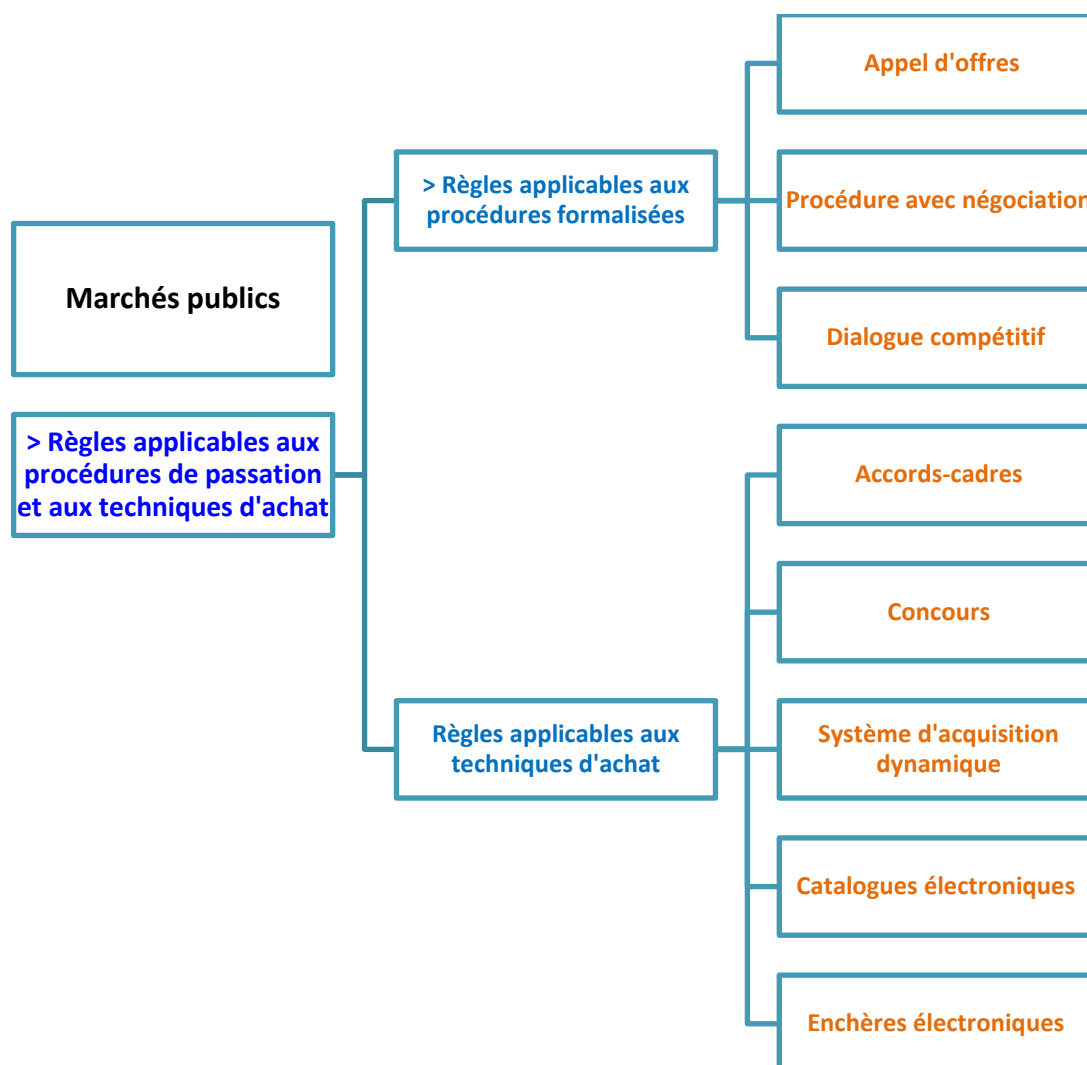 Marchés publics
> Règles applicables aux
procédures de passation
et aux techniques d'achat
> Règles applicables aux
procédures formalisées
Appel d'offres
Procédure avec négociation
Dialogue compétitif
Règles applicables aux
techniques d'achat
Accords-cadres
Concours
Système d'acquisition
dynamique
Catalogues électroniques
Enchères électroniques